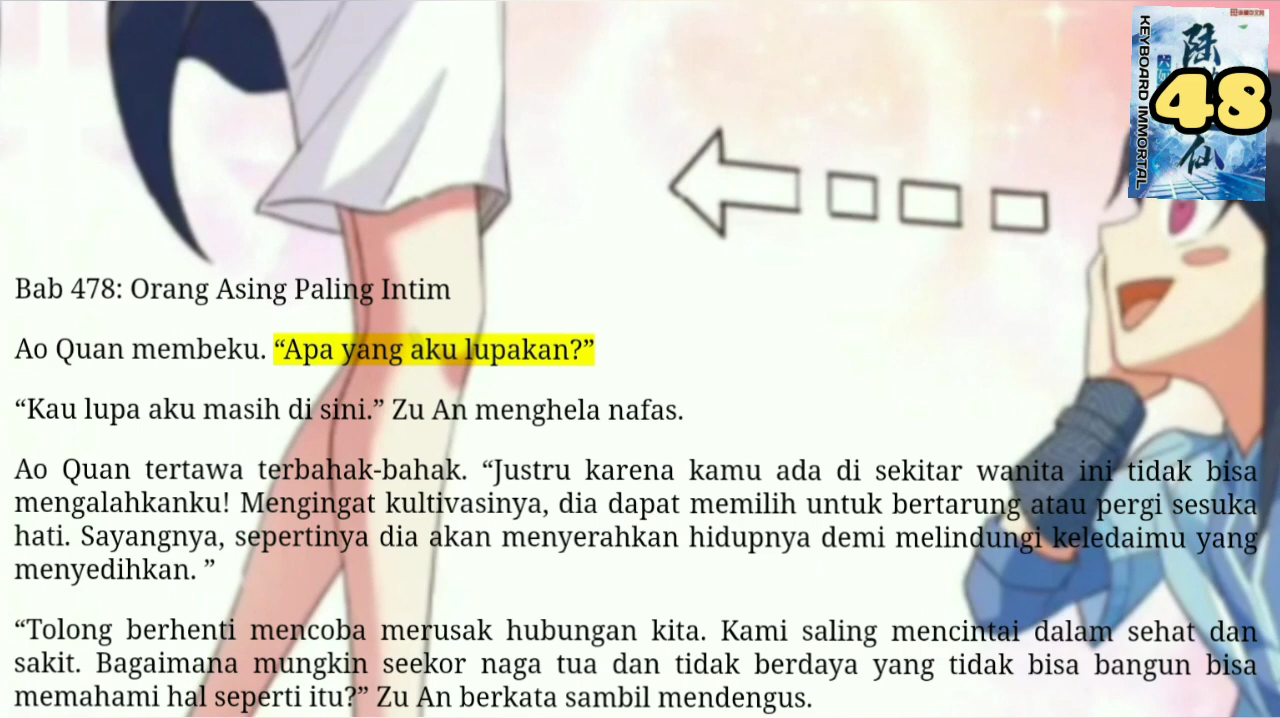 KEYBOARD IMMORTAL
48
仙
Bab 478: Orang Asing Paling Intim
Ao Quan membeku. “Apa yang aku lupakan?”
“Kau lupa aku masih di sini.” Zu An menghela nafas.
Ao Quan tertawa terbahak-bahak. “Justru karena kamu ada di sekitar wanita ini tidak bisa
mengalahkanku! Mengingat kultivasinya, dia dapat memilih untuk bertarung atau pergi sesuka
hati. Sayangnya, sepertinya dia akan menyerahkan hidupnya demi melindungi keledaimu yang
menyedihkan. ”
“Tolong berhenti mencoba merusak hubungan kita. Kami saling mencintai dalam sehat dan
sakit. Bagaimana mungkin seekor naga tua dan tidak berdaya yang tidak bisa bangun bisa
memahami hal seperti itu?” Zu An berkata sambil mendengus.